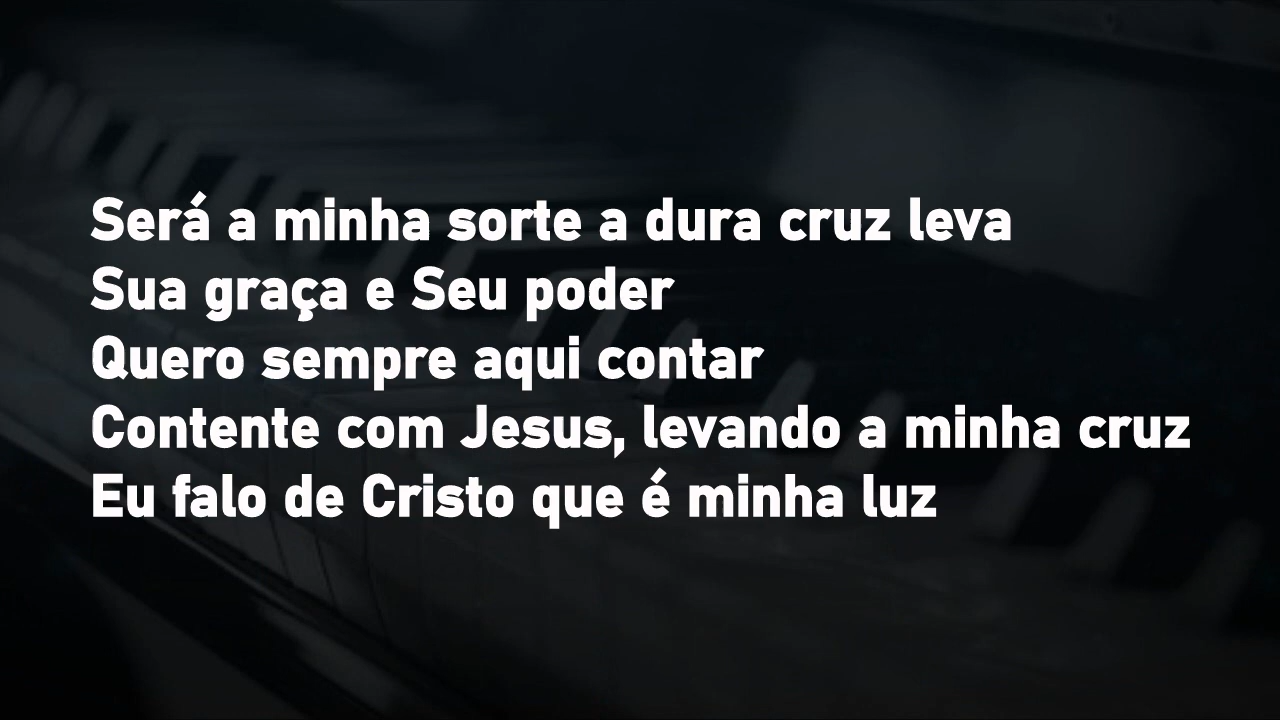 Será a minha sorte a dura cruz leva
Sua graça e Seu poder
Quero sempre aqui contar
Contente com Jesus, levando a minha cruz
Eu falo de Cristo que é minha luz